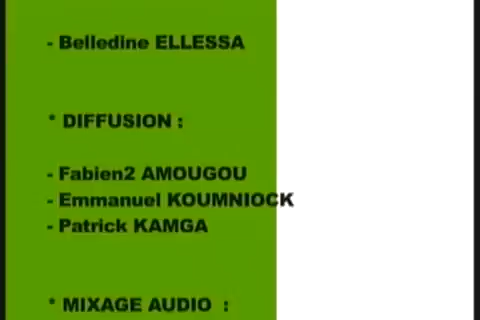 - Belledine ELLESSA
* DIFFUSION :
- Fabien2 AMOUGOU
- Emmanuel KOUMNIOCK
- Patrick KAMGA
* MIXAGE AUDIO :